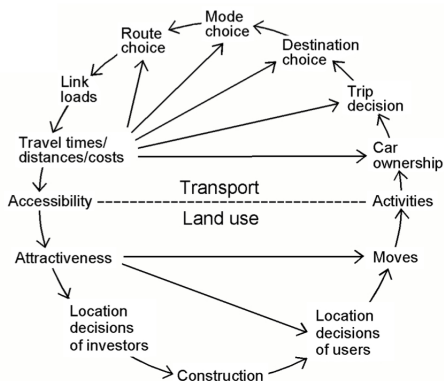 Mode
choice
Route
choice
Destination
choice
Link
loads
Trip
decision
Travel times/
distances/costs
Car
ownership
Transport
Accessibility
Activities
Land use
Attractiveness
Moves
Location
decisions
of investors
Location
decisions
of users
Construction